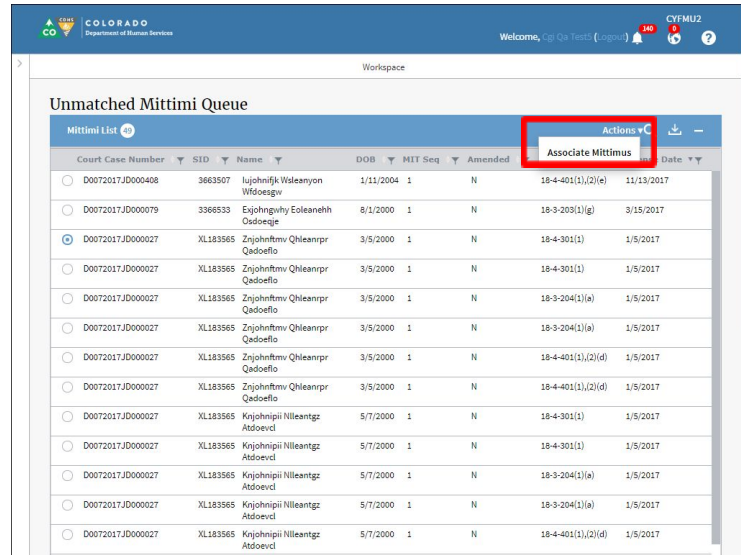 CYFMU2
CDHS
CO
COLORADO
Department of Human Services
Welcome, Cgi Qa Test5 (Logout)
140
0
?
>
Workspace
Unmatched Mittimi Queue
Mittimi List 49
Actions
Associate Mittimus
Court Case Number SID Name DOB MIT Seq Amended Date
D0072017JD000408 3663507 Iujohnifjk Wsleanyon 1/11/2004 1 N 18-4-401(1),(2)(e) 11/13/2017
Wfdoesgw
D0072017JD000079 3366533 Exjohngwhy Eoleanehh 8/1/2000 1 N 18-3-203(1)(g) 3/15/2017
Osdoeqje
D0072017JD000027 XL183565 Znjohnftmv Qhleanrpr 3/5/2000 1 N 18-4-301(1) 1/5/2017
Qadoeflo
D0072017JD000027 XL183565 Znjohnftmv Qhleanrpr 3/5/2000 1 N 18-4-301(1) 1/5/2017
Qadoeflo
D0072017JD000027 XL183565 Znjohnftmv Qhleanrpr 3/5/2000 1 N 18-3-204(1)(a) 1/5/2017
Qadoeflo
D0072017JD000027 XL183565 Znjohnftmv Qhleanrpr 3/5/2000 1 N 18-3-204(1)(a) 1/5/2017
Qadoeflo
D0072017JD000027 XL183565 Znjohnftmv Qhleanrpr 3/5/2000 1 N 18-4-401(1),(2)(d) 1/5/2017
Qadoeflo
D0072017JD000027 XL183565 Znjohnftmv Qhleanrpr 3/5/2000 1 N 18-4-401(1),(2)(d) 1/5/2017
Qadoeflo
D0072017JD000027 XL183565 Knjohnipii Nlleantgz 5/7/2000 1 N 18-4-301(1) 1/5/2017
Atdoevcl
D0072017JD000027 XL183565 Knjohnipii Nlleantgz 5/7/2000 1 N 18-4-301(1) 1/5/2017
Atdoevcl
D0072017JD000027 XL183565 Knjohnipii Nlleantgz 5/7/2000 1 N 18-3-204(1)(a) 1/5/2017
Atdoevcl
D0072017JD000027 XL183565 Knjohnipii Nlleantgz 5/7/2000 1 N 18-3-204(1)(a) 1/5/2017
Atdoevcl
D0072017JD000027 XL183565 Knjohnipii Nlleantgz 5/7/2000 1 N 18-4-401(1),(2)(d) 1/5/2017
Atdoevcl